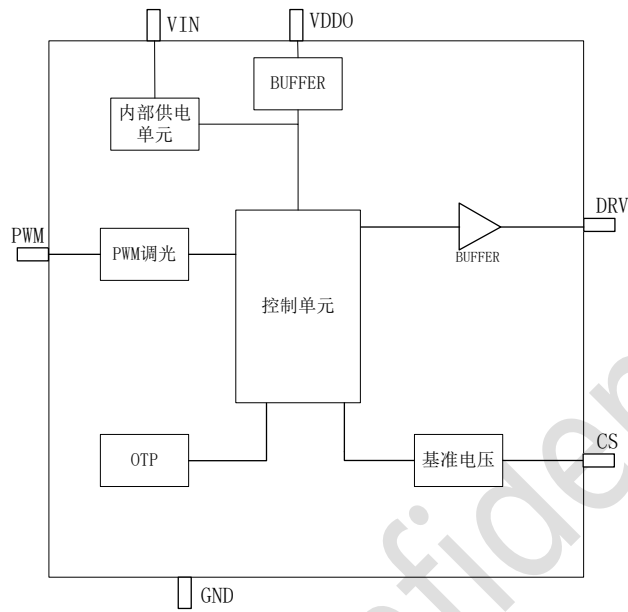 VIN
VDDO
BUFFER
内部供电
单元
DRV
PWM
PWM调光
BUFFER
控制单元
CS
OTP
基准电压
GND